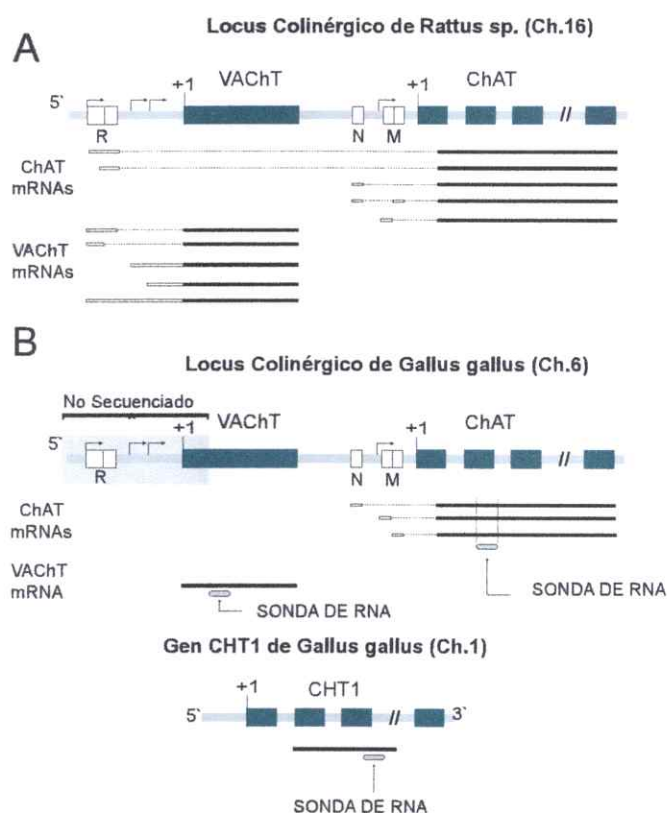 Locus Colinérgico de Rattus sp. (Ch.16)
A
VAChT
ChAT
+1
+1
5`
R
N
M
//
ChAT
mRNAs
VAChT
mRNAs
B
Locus Colinérgico de Gallus gallus (Ch.6)
No Secuenciado
VAChT
ChAT
+1
+1
5`
R
N
M
//
ChAT
mRNAs
VAChT
mRNA
SONDA DE RNA
SONDA DE RNA
Gen CHT1 de Gallus gallus (Ch.1)
+1
CHT1
5`
//
3`
SONDA DE RNA